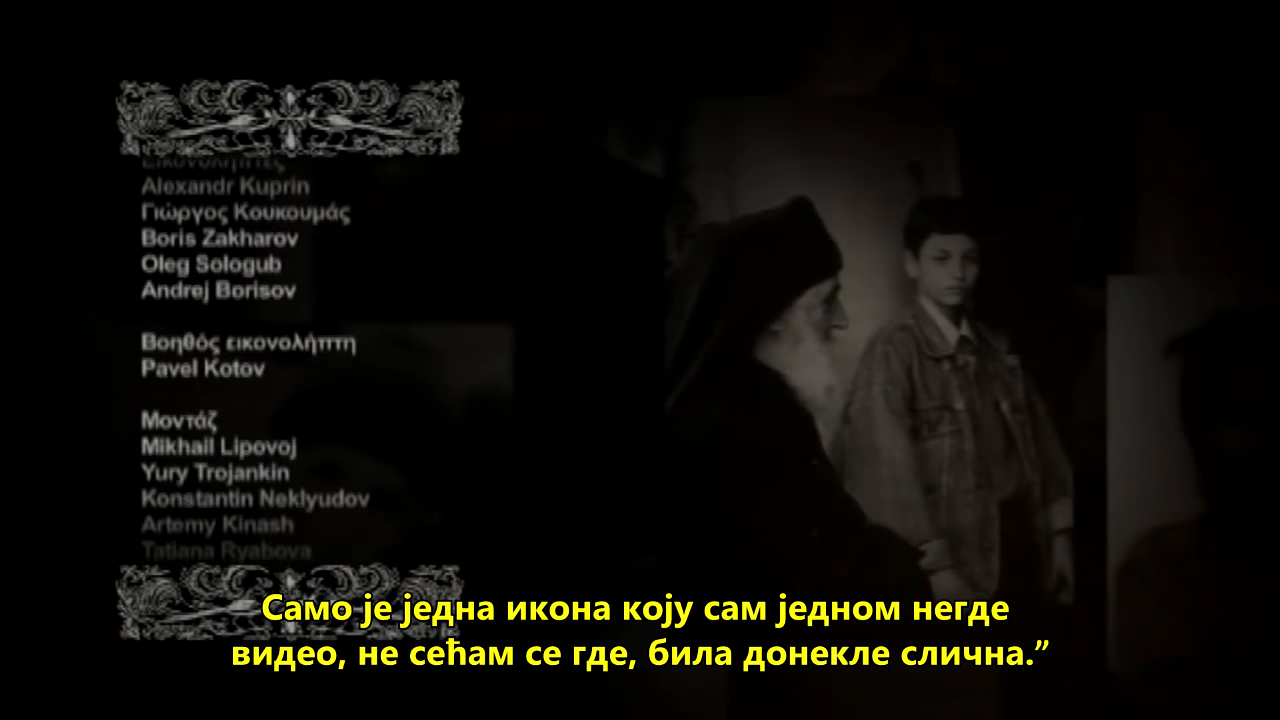 Εικονολήπτες
Alexandr Kuprin
Γιώργος Κουκουμάς
Boris Zakharov
Oleg Sologub
Andrej Borisov
Βοηθός εικονολήπτη
Pavel Kotov
Μοντάζ
Mikhail Lipovoj
Yury Trojankin
Konstantin Neklyudov
Artemy Kinash
Tatiana Ryabova
Само је једна икона коју сам једном негде
видео, не сећам се где, била донекле слична.”